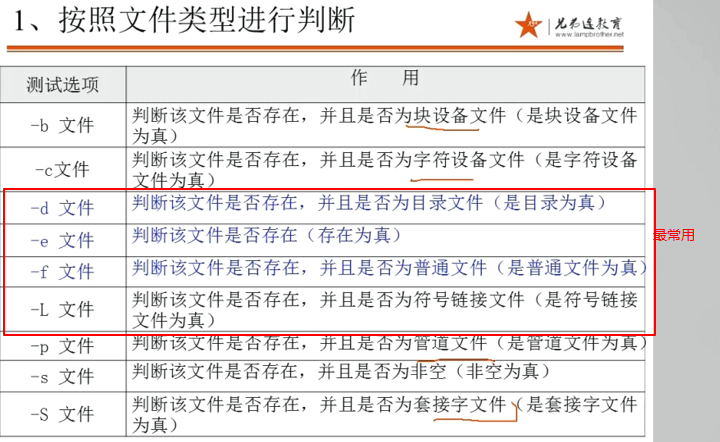 1、按照文件类型进行判断
兄弟连教育
www.lampbrother.net
测试选项
作 用
-b 文件
判断该文件是否存在，并且是否为块设备文件（是块设备文件
为真）
-c文件
判断该文件是否存在，并且是否为字符设备文件（是字符设备
文件为真）
-d 文件
判断该文件是否存在，并且是否为目录文件（是目录为真）
-e 文件
判断该文件是否存在（存在为真）
最常用
-f 文件
判断该文件是否存在，并且是否为普通文件（是普通文件为真）
-L 文件
判断该文件是否存在，并且是否为符号链接文件（是符号链接
文件为真）
-p 文件
判断该文件是否存在，并且是否为管道文件（是管道文件为真）
-s 文件
判断该文件是否存在，并且是否为非空（非空为真）
-S 文件
判断该文件是否存在，并且是否为套接字文件（是套接字文件
为真）